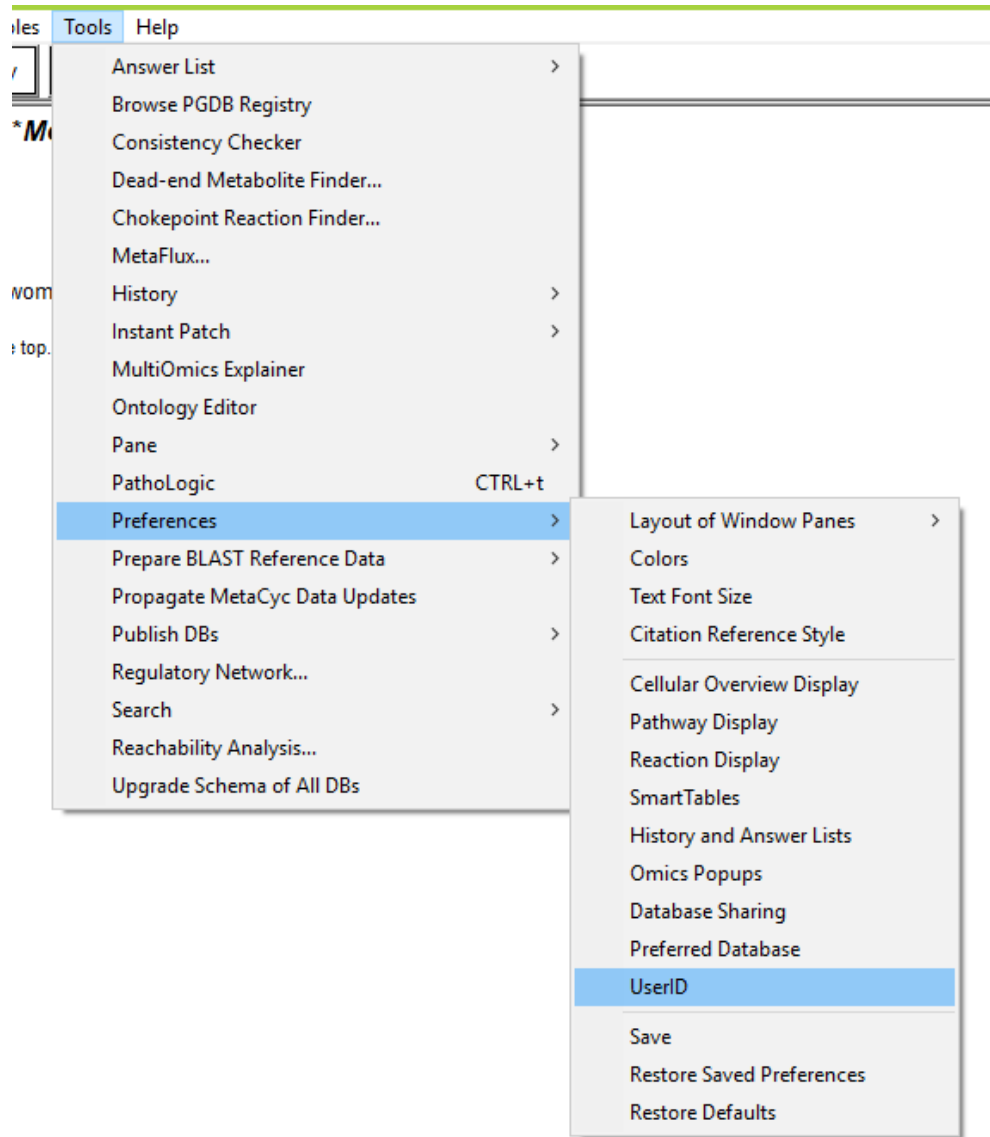 Tools Help
Answer List
Browse PGDB Registry
Consistency Checker
Dead-end Metabolite Finder...
Chokepoint Reaction Finder...
MetaFlux...
History
Instant Patch
top.
MultiOmics Explainer
Ontology Editor
Pane
PathoLogic CTRL+t
Preferences
Prepare BLAST Reference Data
Propagate MetaCyc Data Updates
Publish DBs
Regulatory Network...
Search
Reachability Analysis...
Upgrade Schema of All DBs
Layout of Window Panes
Colors
Text Font Size
Citation Reference Style
Cellular Overview Display
Pathway Display
Reaction Display
SmartTables
History and Answer Lists
Omics Popups
Database Sharing
Preferred Database
UserID
Save
Restore Saved Preferences
Restore Defaults